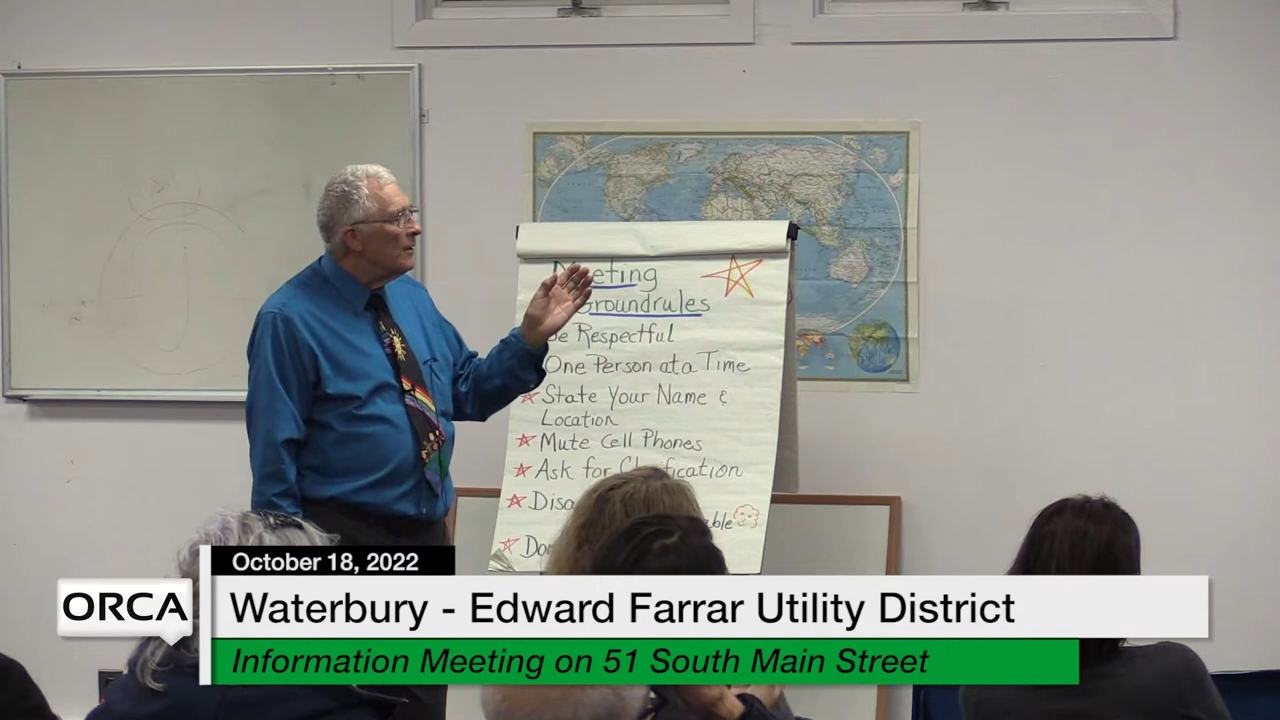 Meeting
Groundrules
Be Respectful
One Person at a Time
State Your Name &
Location
Mute Cell Phones
Ask for Clarification
October 18, 2022
ORCA
Waterbury - Edward Farrar Utility District
Information Meeting on 51 South Main Street